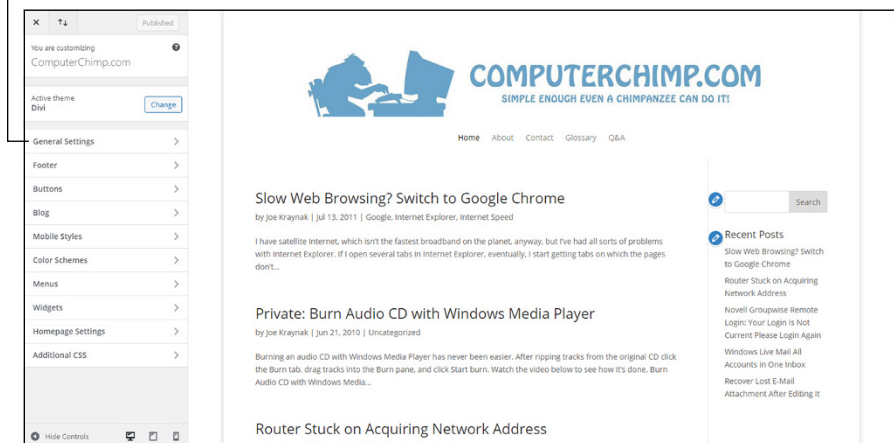 Published
You are customizing
ComputerChimp.com
Active theme
Divi
Change
General Settings
Footer
Buttons
Blog
Mobile Styles
Color Schemes
Menus
Widgets
Homepage Settings
Additional CSS
Hide Controls
COMPUTERCHIMP.COM
SIMPLE ENOUGH EVEN A CHIMPANZEE CAN DO IT!
Home About Contact Glossary Q&A
Slow Web Browsing? Switch to Google Chrome
by Joe Kraynak | Jul 13, 2011 | Google, Internet Explorer, Internet Speed
I have satellite Internet, which isn't the fastest broadband on the planet, anyway, but I've had all sorts of problems
with Internet Explorer. If I open several tabs in Internet Explorer, eventually, I start getting tabs on which the pages
don't...
Private: Burn Audio CD with Windows Media Player
by Joe Kraynak | Jun 21, 2010 | Uncategorized
Burning an audio CD with Windows Media Player has never been easier. After ripping tracks from the original CD click
the Burn tab, drag tracks into the Burn pane, and click Start burn. Watch the video below to see how it's done. Burn
Audio CD with Windows Media...
Router Stuck on Acquiring Network Address
Search
Recent Posts
Slow Web Browsing? Switch
to Google Chrome
Router Stuck on Acquiring
Network Address
Novell Groupwise Remote
Login: Your Login Is Not
Current Please Login Again
Windows Live Mail All
Accounts in One Inbox
Recover Lost E-Mail
Attachment After Editing It